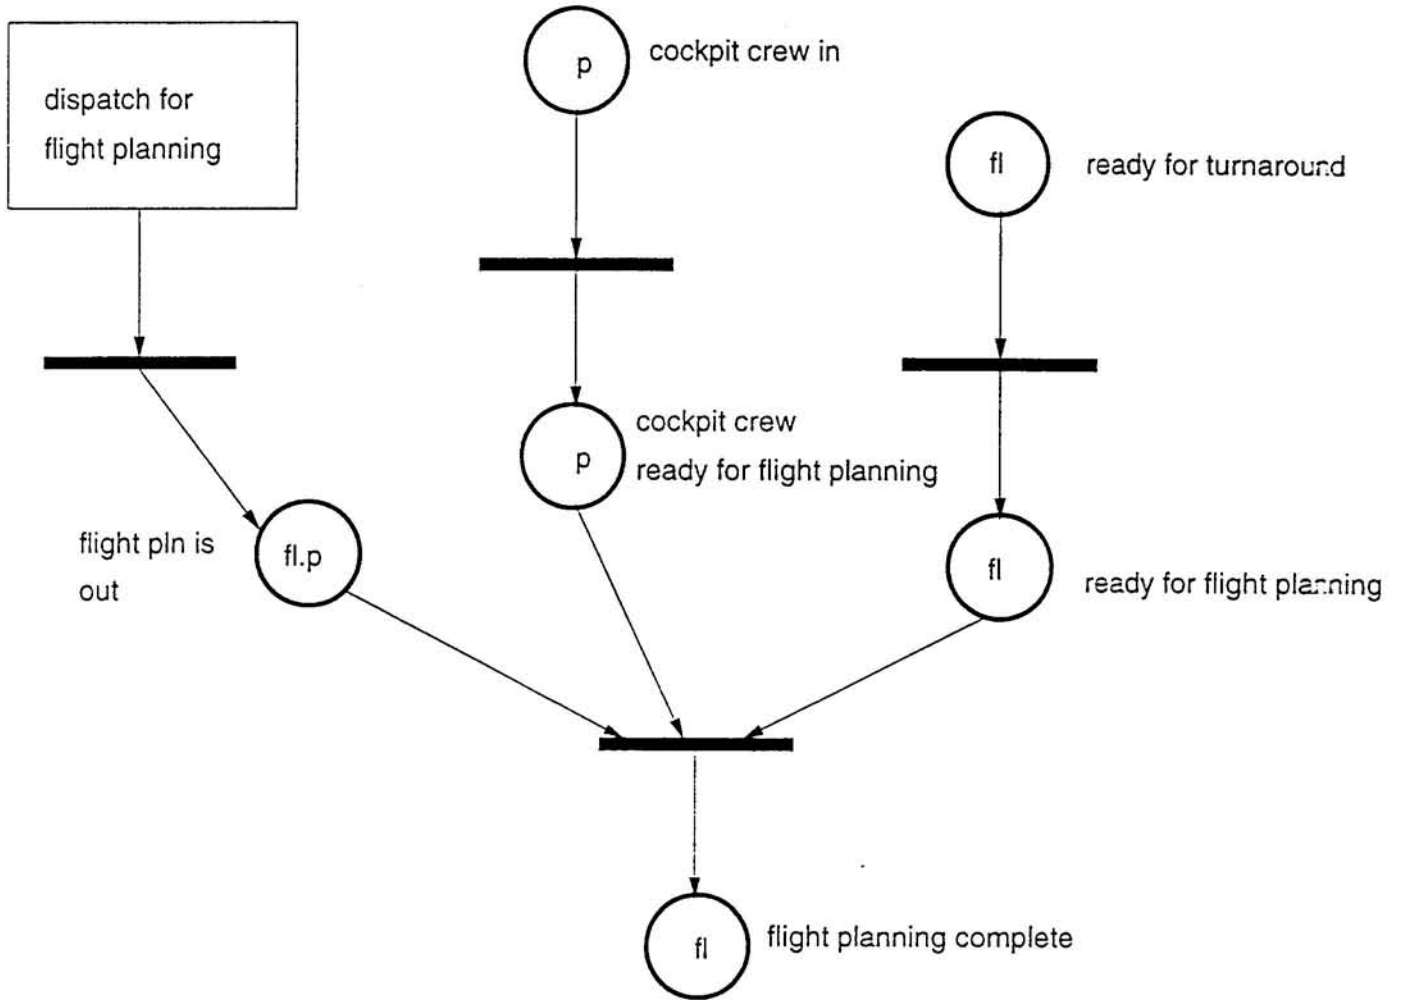 dispatch for
flight planning
p
cockpit crew in
fl
ready for turnaround
p
cockpit crew
ready for flight planning
flight pln is
out
fl.p
fl
ready for flight planning
fl
flight planning complete